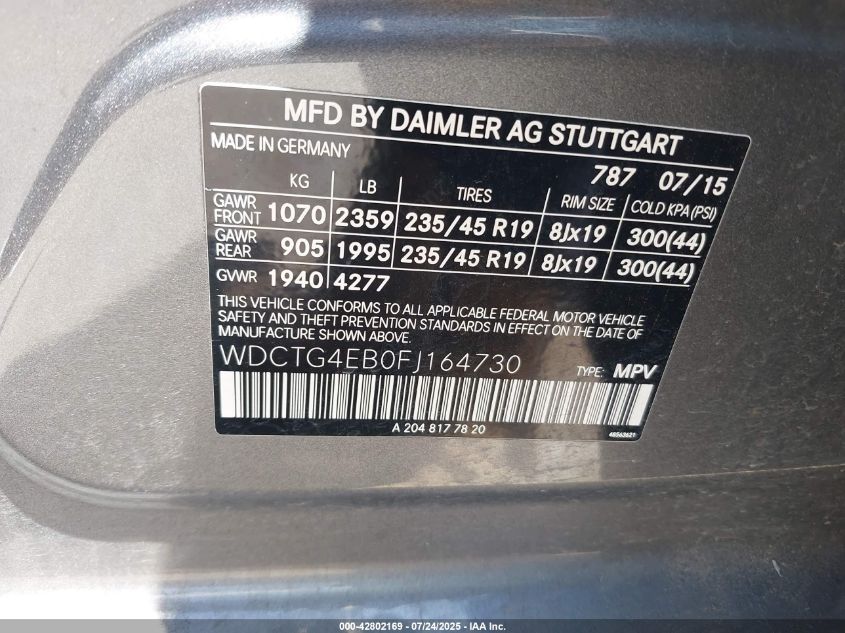 MFD BY DAIMLER AG STUTTGART
MADE IN GERMANY 787 07/15
KG LB TIRES RIM SIZE COLD KPA(PSI)
GAWR FRONT 1070 2359 235/45 R19 8Jx19 300(44)
GAWR REAR 905 1995 235/45 R19 8Jx19 300(44)
GVWR 1940 4277
THIS VEHICLE CONFORMS TO ALL APPLICABLE FEDERAL MOTOR VEHICLE
SAFETY AND THEFT PREVENTION STANDARDS IN EFFECT ON THE DATE OF
MANUFACTURE SHOWN ABOVE.
WDCTG4EB0FJ164730 TYPE: MPV
A 204 817 78 20 48563621
000-42802169 - 07/24/2025 - IAA Inc.